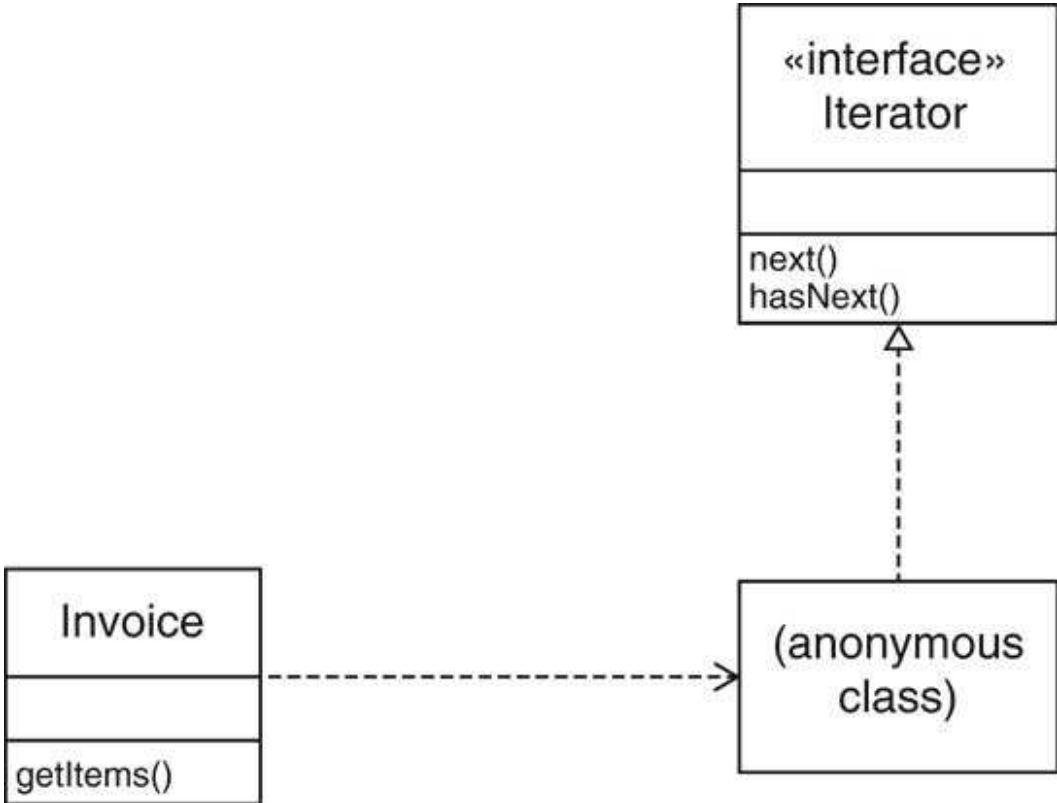 «interface»
Iterator
next()
hasNext()
Invoice
getItems()
(anonymous
class)